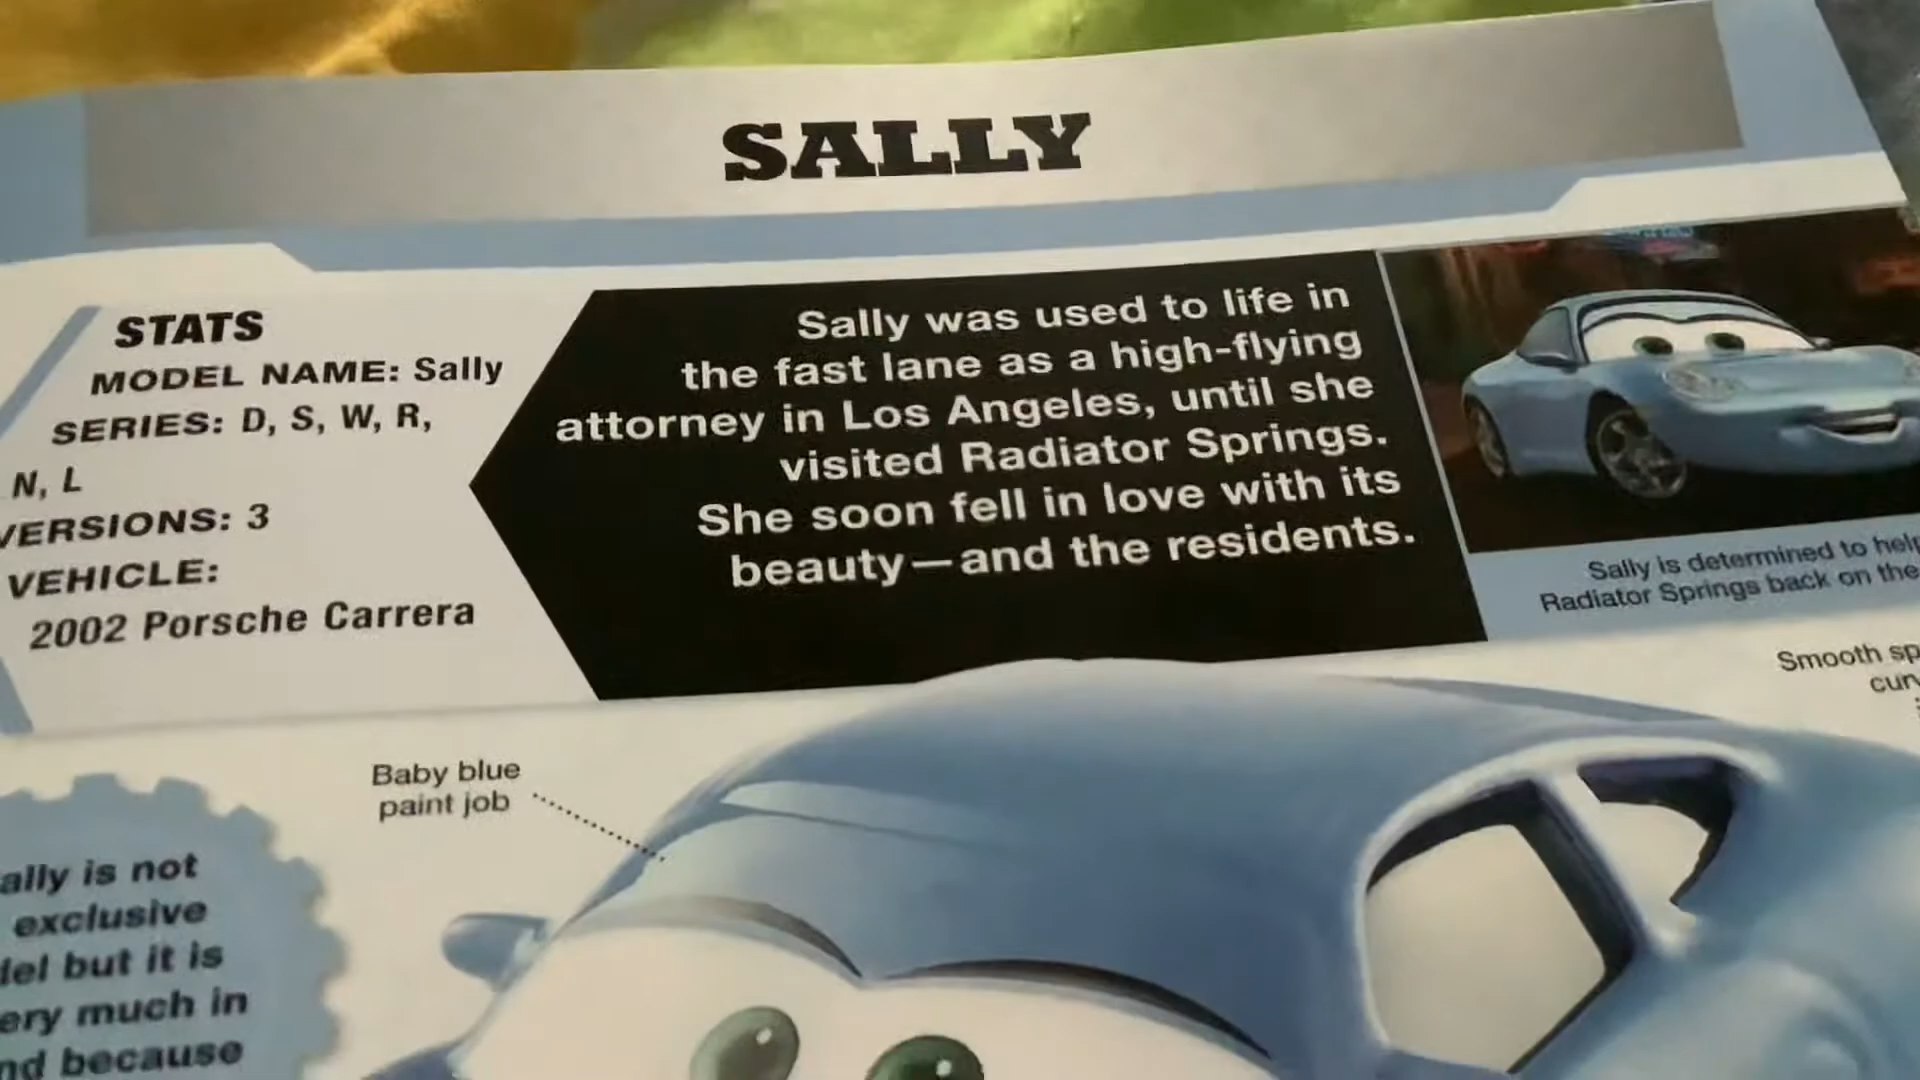 SALLY
STATS
MODEL NAME: Sally
SERIES: D, S, W, R,
N, L
VERSIONS: 3
VEHICLE:
2002 Porsche Carrera
Sally was used to life in
the fast lane as a high-flying
attorney in Los Angeles, until she
visited Radiator Springs.
She soon fell in love with its
beauty—and the residents.
Sally is determined to help
Radiator Springs back on the
Smooth
Baby blue
paint job
is not
exclusive
but it is
much in
because